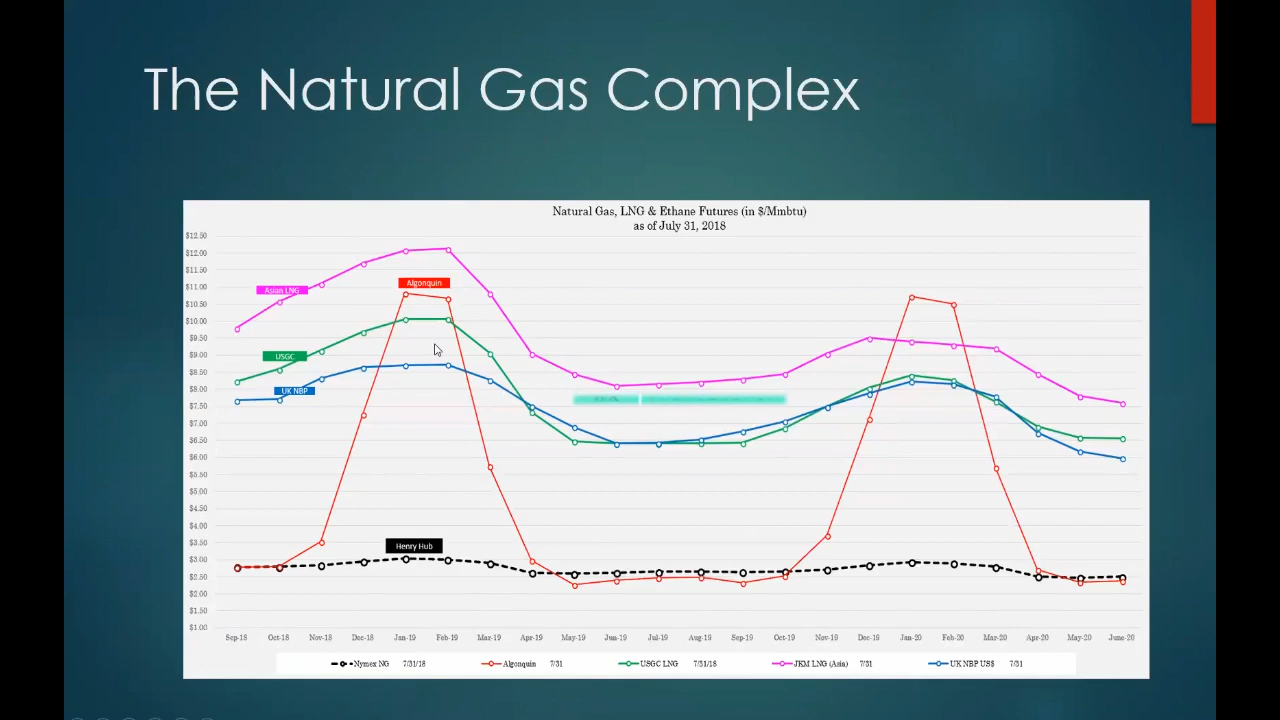 The Natural Gas Complex
Natural Gas, LNG & Ethane Futures (in $/Mmbtu)
as of July 31, 2018
$12.50
$12.00
$11.50
$11.00
$10.50
$10.00
$9.50
$9.00
$8.50
$8.00
$7.50
$7.00
$6.50
$6.00
$5.50
$5.00
$4.50
$4.00
$3.50
$3.00
$2.50
$2.00
$1.50
$1.00
Asian LNG
Algonquin
USGC
UK NBP
Henry Hub
Sep-18 Oct-18 Nov-18 Dec-18 Jan-19 Feb-19 Mar-19 Apr-19 May-19 Jun-19 Jul-19 Aug-19 Sep-19 Oct-19 Nov-19 Dec-19 Jan-20 Feb-20 Mar-20 Apr-20 May-20 June-20
Nymex NG 7/31/18 Algonquin 7/31 USGC LNG 7/31/18 JKM LNG (Asia) 7/31 UK NBP US$ 7/31